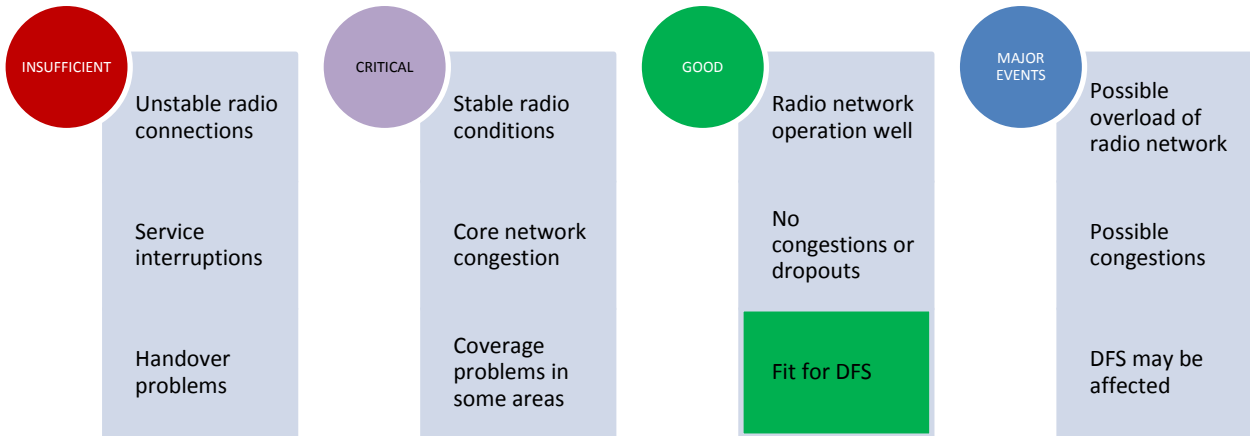 INSUFFICIENT
Unstable radio
connections
Service
interruptions
Handover
problems
CRITICAL
Stable radio
conditions
Core network
congestion
Coverage
problems in
some areas
GOOD
Radio network
operation well
No
congestions or
dropouts
Fit for DFS
MAJOR
EVENTS
Possible
overload of
radio network
Possible
congestions
DFS may be
affected